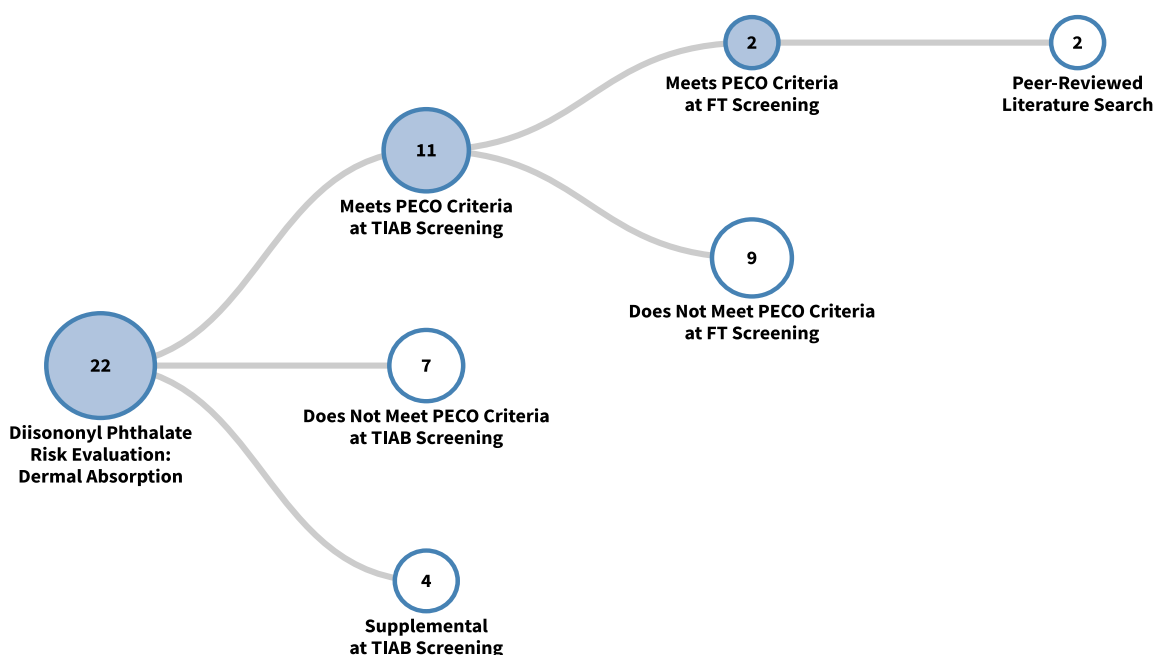 2
Meets PECO Criteria
at FT Screening
2
Peer-Reviewed
Literature Search
11
Meets PECO Criteria
at TIAB Screening
9
Does Not Meet PECO Criteria
at FT Screening
22
Diisononyl Phthalate
Risk Evaluation:
Dermal Absorption
7
Does Not Meet PECO Criteria
at TIAB Screening
4
Supplemental
at TIAB Screening